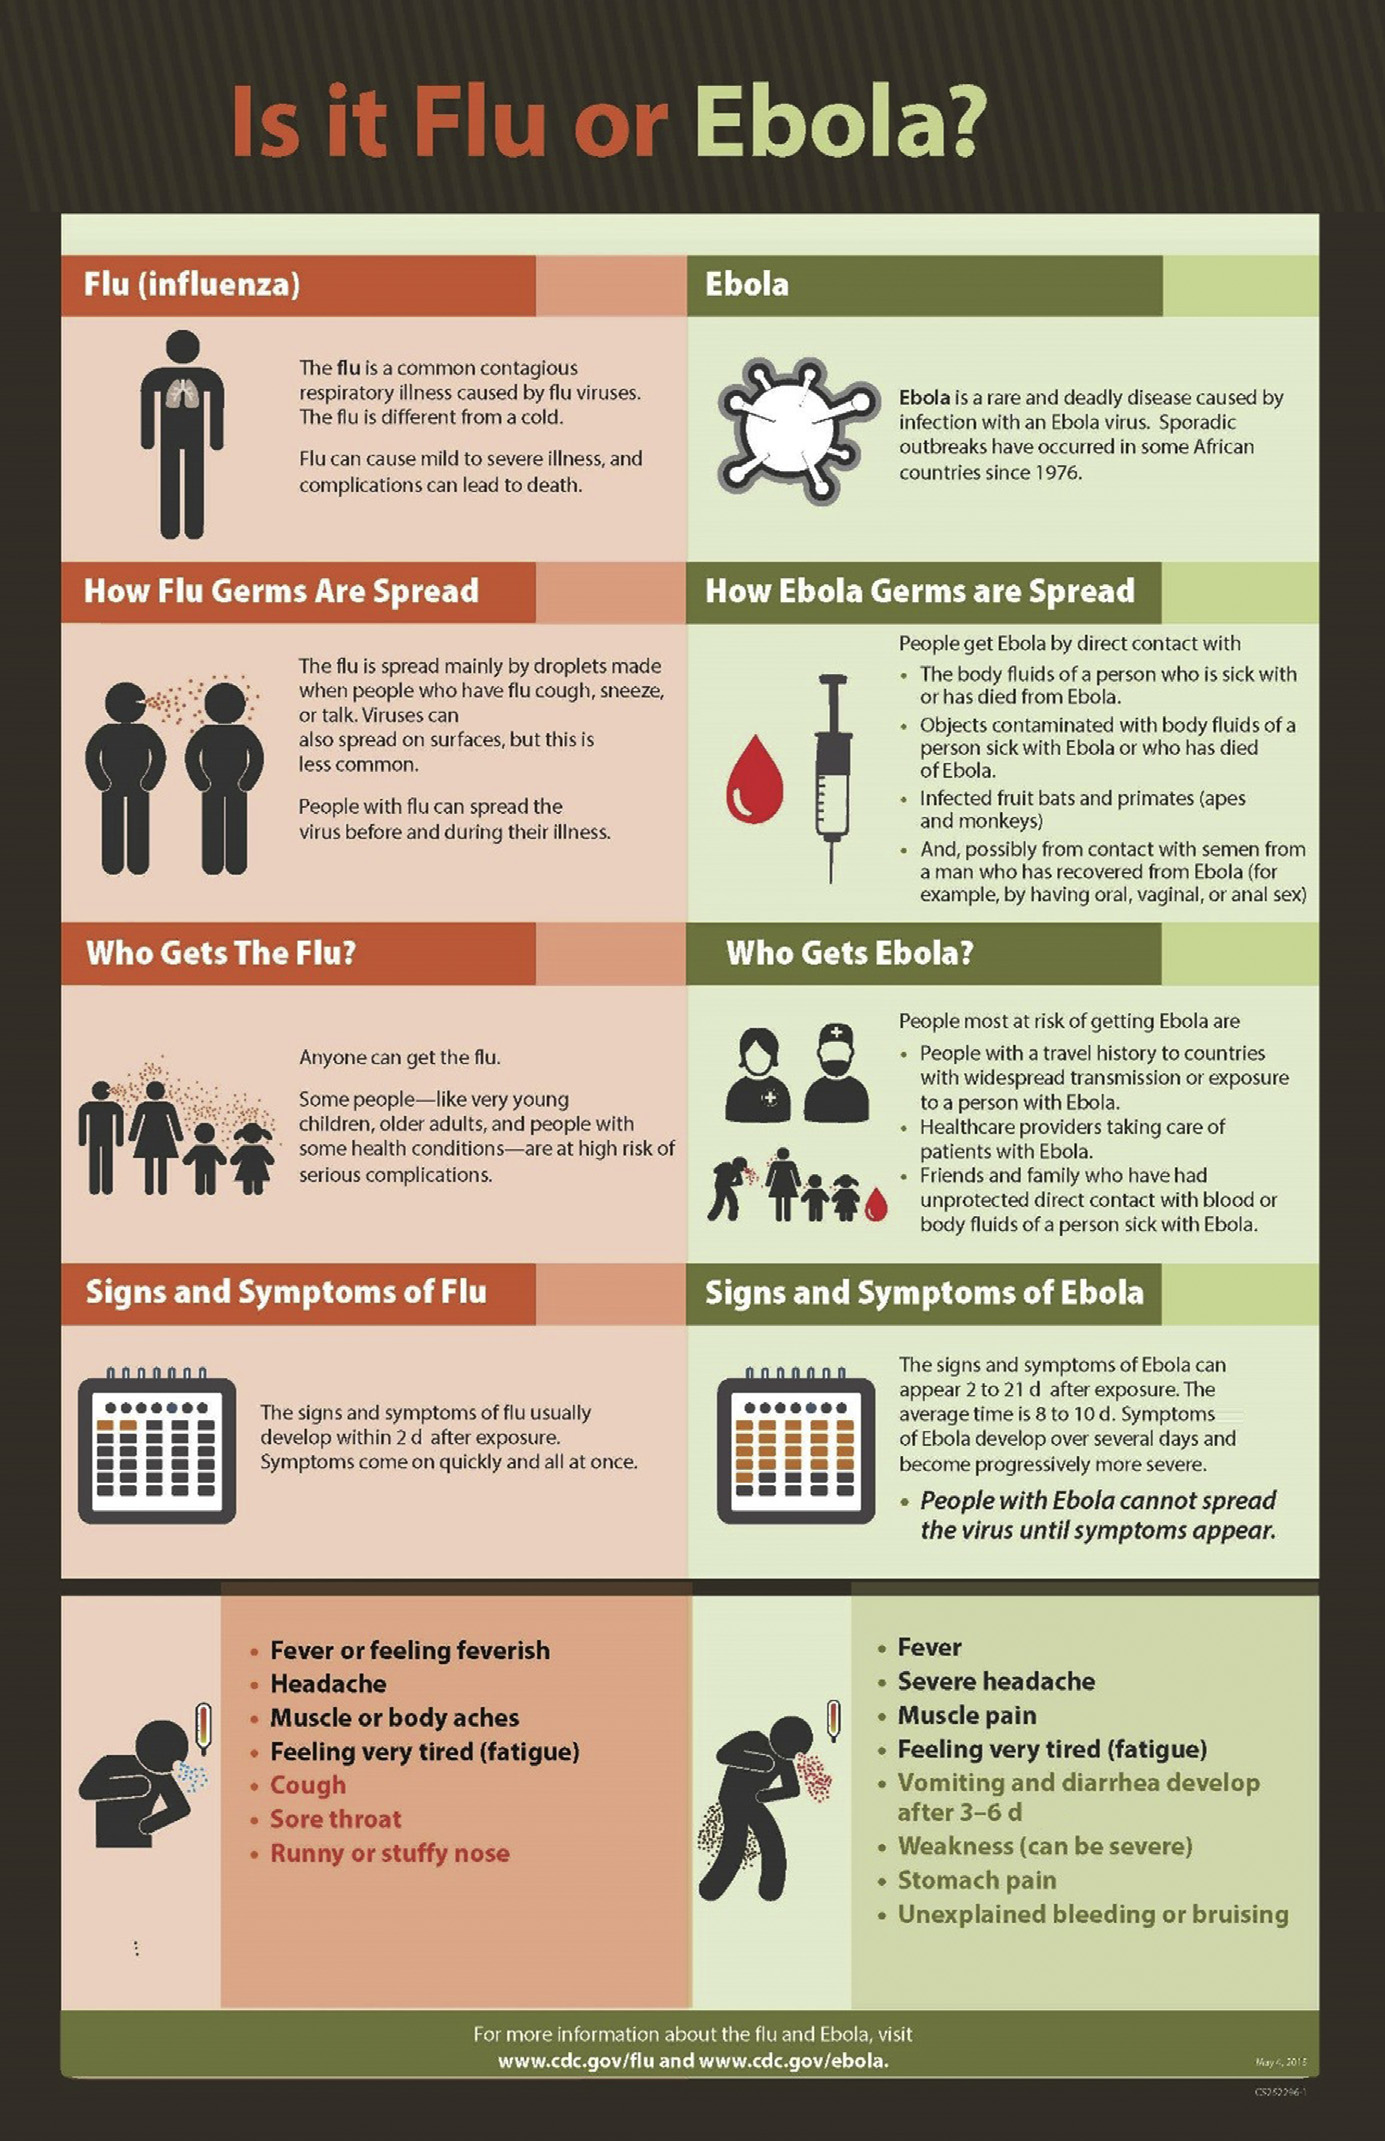 Is it Flu or Ebola?
Flu (influenza)
The flu is a common contagious
respiratory illness caused by flu viruses.
The flu is different from a cold.
Flu can cause mild to severe illness, and
complications can lead to death.
Ebola
Ebola is a rare and deadly disease caused by
infection with an Ebola virus. Sporadic
outbreaks have occurred in some African
countries since 1976.
How Flu Germs Are Spread
The flu is spread mainly by droplets made
when people who have flu cough, sneeze,
or talk. Viruses can
also spread on surfaces, but this is
less common.
People with flu can spread the
virus before and during their illness.
How Ebola Germs are Spread
People get Ebola by direct contact with
• The body fluids of a person who is sick with
or has died from Ebola.
• Objects contaminated with body fluids of a
person sick with Ebola or who has died
of Ebola.
• Infected fruit bats and primates (apes
and monkeys)
• And, possibly from contact with semen from
a man who has recovered from Ebola (for
example, by having oral, vaginal, or anal sex)
Who Gets The Flu?
Anyone can get the flu.
Some people—like very young
children, older adults, and people with
some health conditions—are at high risk of
serious complications.
Who Gets Ebola?
People most at risk of getting Ebola are
• People with a travel history to countries
with widespread transmission or exposure
to a person with Ebola.
• Healthcare providers taking care of
patients with Ebola.
• Friends and family who have had
unprotected direct contact with blood or
body fluids of a person sick with Ebola.
Signs and Symptoms of Flu
The signs and symptoms of flu usually
develop within 2 d after exposure.
Symptoms come on quickly and all at once.
Signs and Symptoms of Ebola
The signs and symptoms of Ebola can
appear 2 to 21 d after exposure. The
average time is 8 to 10 d. Symptoms
of Ebola develop over several days and
become progressively more severe.
• People with Ebola cannot spread
the virus until symptoms appear.
• Fever or feeling feverish
• Headache
• Muscle or body aches
• Feeling very tired (fatigue)
• Cough
• Sore throat
• Runny or stuffy nose
• Fever
• Severe headache
• Muscle pain
• Feeling very tired (fatigue)
• Vomiting and diarrhea develop
after 3–6 d
• Weakness (can be severe)
• Stomach pain
• Unexplained bleeding or bruising
For more information about the flu and Ebola, visit
www.cdc.gov/flu and www.cdc.gov/ebola.
May 4, 2015
CS252296-1